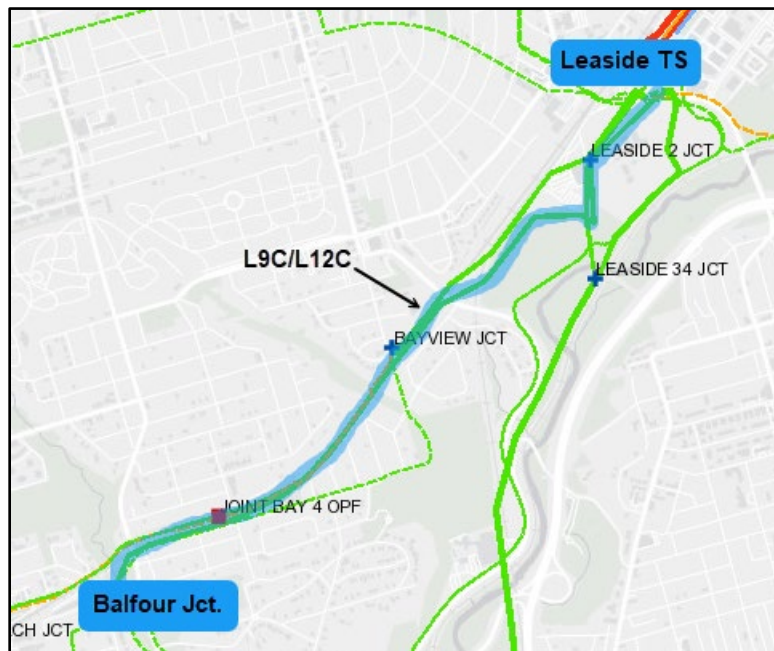 Leaside TS
LEASIDE 2 JCT
L9C/L12C
LEASIDE 34 JCT
BAYVIEW JCT
JOINT BAY 4 OPF
Balfour Jct.
CH JCT